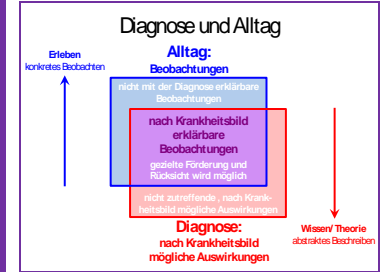 Diagnose und Alltag
Erleben
konkretes Beobachten
Alltag:
Beobachtungen
nicht mit der Diagnose erklärbare
Beobachtungen
nach Krankheitsbild
erklärbare
Beobachtungen
gezielte Förderung und
Rücksicht wird möglich
nicht zutreffende , nach Krank-
heitsbild mögliche Auswirkungen
Diagnose:
nach Krankheitsbild
mögliche Auswirkungen
Wissen/ Theorie
abstraktes Beschreiben